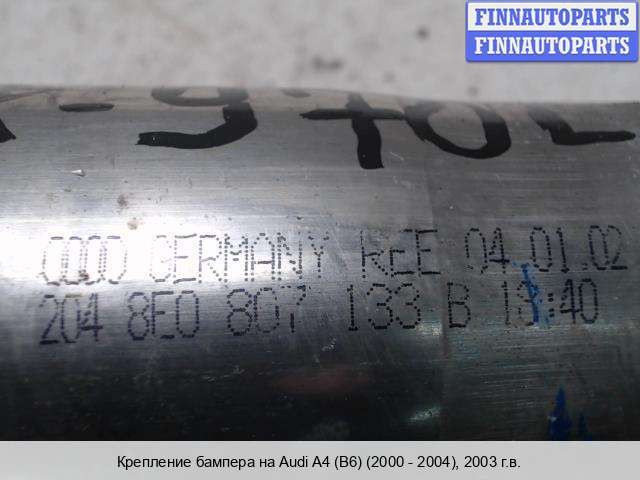 FINNAUTOPARTS
FINNAUTOPARTS
GERMANY KEE 04.01.02
204 8E0 807 133 B 13:40
Крепление бампера на Audi A4 (B6) (2000 - 2004), 2003 г.в.